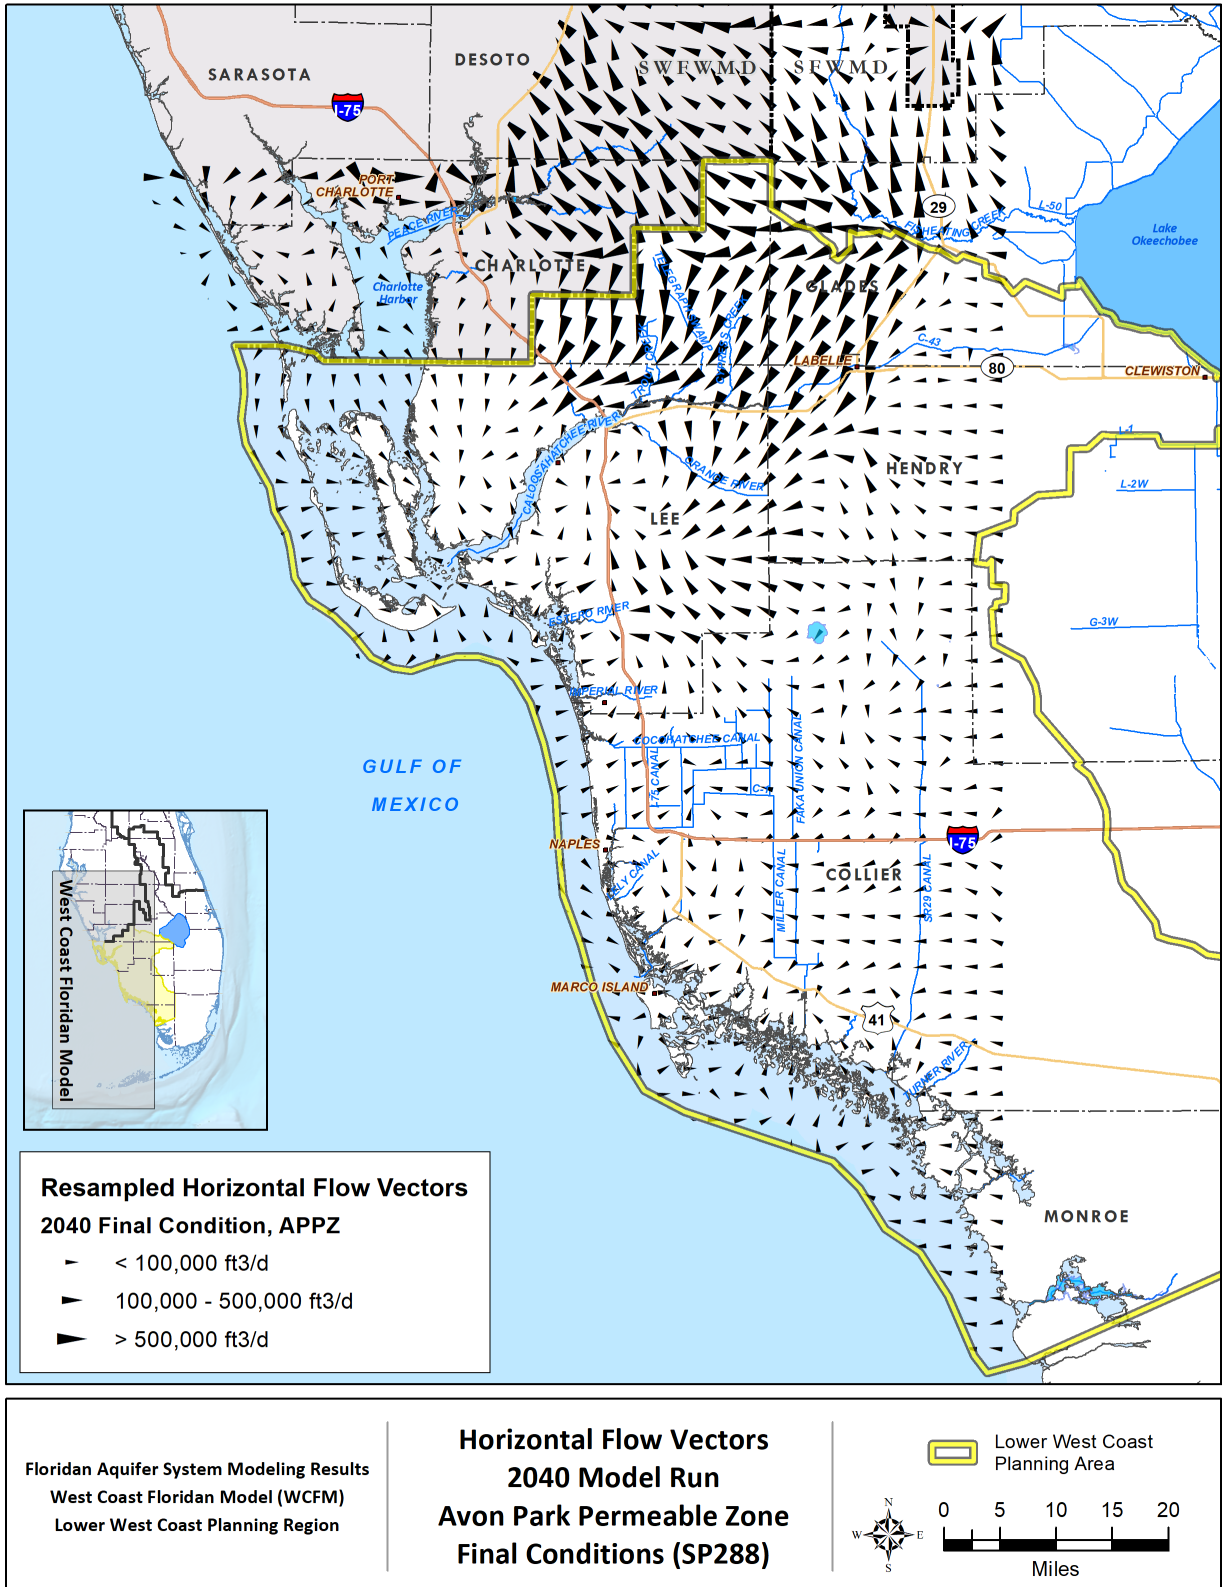 SARASOTA
DESOTO
SWFWMD
SFWMD
I-75
PORT
CHARLOTTE
PEACE RIVER
29
L-50
FISHEATING CREEK
Lake
Okeechobee
CHARLOTTE
Charlotte
Harbor
TELEGRAPH SWAMP
GLADES
CYPRESS CREEK
TROUT CREEK
C-43
LABELLE
80
CLEWISTON
CALOOSAHATCHEE RIVER
L-1
ORANGE RIVER
HENDRY
L-2W
LEE
ESTERO RIVER
G-3W
IMPERIAL RIVER
COCOHATCHEE CANAL
GULF OF
MEXICO
I-75 CANAL
C-1
FAKA UNION CANAL
NAPLES
I-75
COLLIER
MILLER CANAL
SR29 CANAL
MARCO ISLAND
41
TURNER RIVER
West Coast Floridan Model
MONROE
Resampled Horizontal Flow Vectors
2040 Final Condition, APPZ
< 100,000 ft3/d
100,000 - 500,000 ft3/d
> 500,000 ft3/d
Floridan Aquifer System Modeling Results
West Coast Floridan Model (WCFM)
Lower West Coast Planning Region
Horizontal Flow Vectors
2040 Model Run
Avon Park Permeable Zone
Final Conditions (SP288)
Lower West Coast
Planning Area
N
W E
S
0 5 10 15 20
Miles